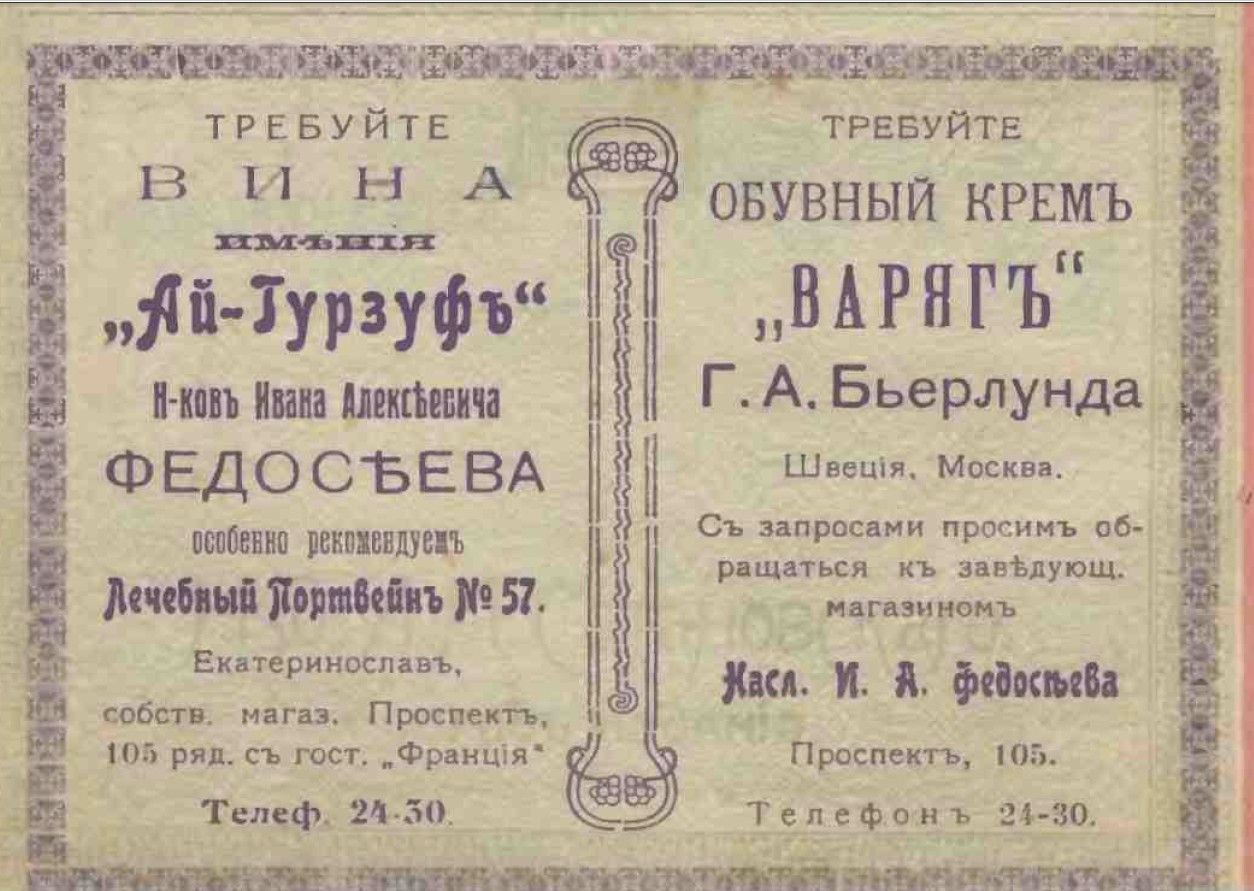 ТРЕБУЙТЕ
ВИНА
ИМѢНІЯ
„Ай-Гурзуфъ“
Н-ковъ Ивана Алексѣевича
ФЕДОСѢЕВА
особенно рекомендуемъ
Лечебный Портвейнъ № 57.
Екатеринославъ,
собств. магаз. Проспектъ,
105 ряд. съ гост. „Франція“
Телеф. 24-30.
ТРЕБУЙТЕ
ОБУВНЫЙ КРЕМЪ
„ВАРЯГЪ“
Г. А. Бьерлунда
Швеція, Москва.
Съ запросами просимъ об-
ращаться къ завѣдующ.
магазиномъ
Насл. И. А. Федосѣева
Проспектъ, 105.
Телефонъ 24-30.